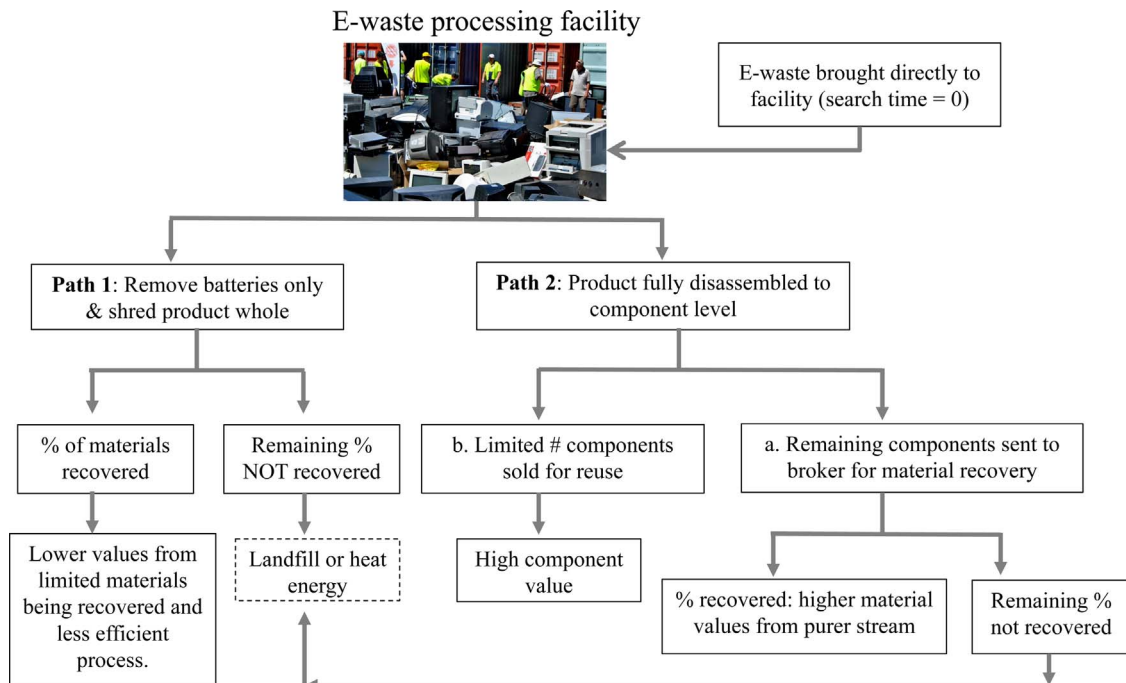 E-waste processing facility
E-waste brought directly to
facility (search time = 0)
Path 1: Remove batteries only
& shred product whole
Path 2: Product fully disassembled to
component level
% of materials
recovered
Remaining %
NOT recovered
b. Limited # components
sold for reuse
a. Remaining components sent to
broker for material recovery
Lower values from
limited materials
being recovered and
less efficient
process.
Landfill or heat
energy
High component
value
% recovered: higher material
values from purer stream
Remaining %
not recovered